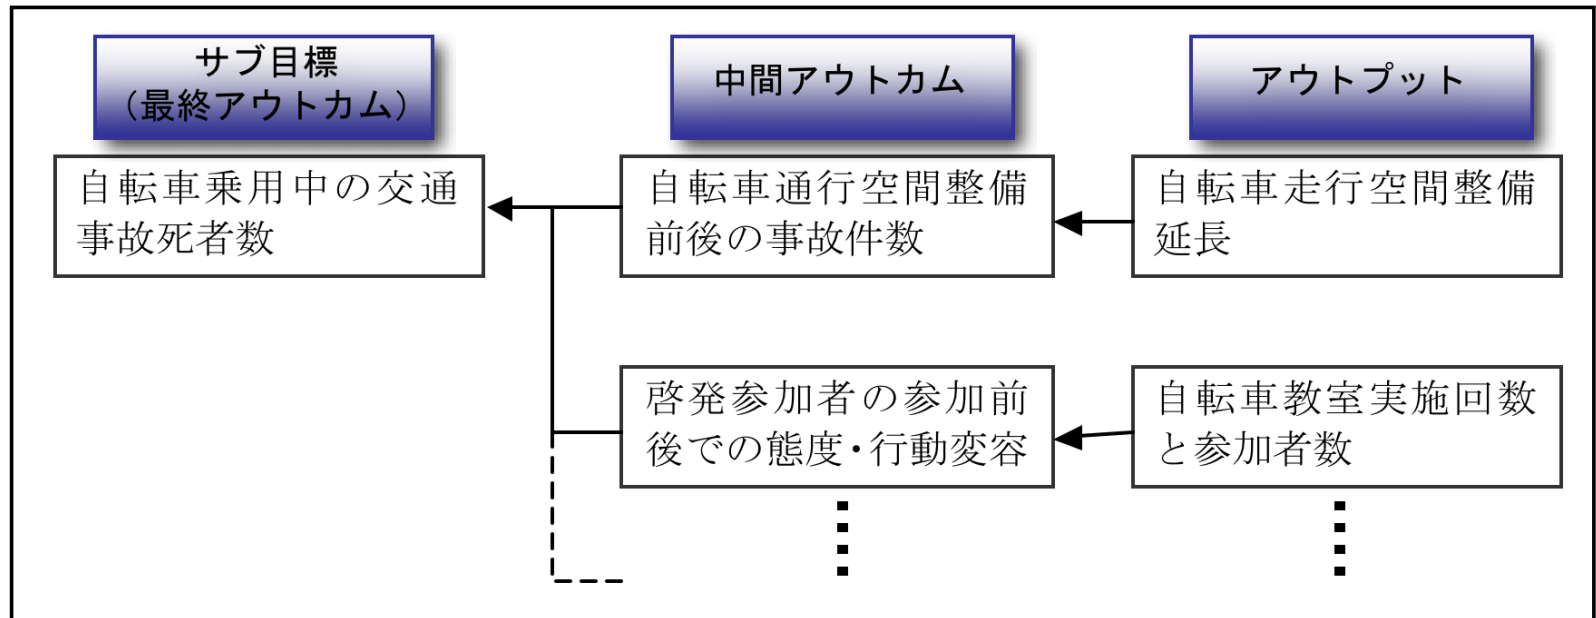 サブ目標
（最終アウトカム）
中間アウトカム
アウトプット
自転車乗用中の交通
事故死者数
自転車通行空間整備
前後の事故件数
自転車走行空間整備
延長
啓発参加者の参加前
後での態度・行動変容
自転車教室実施回数
と参加者数